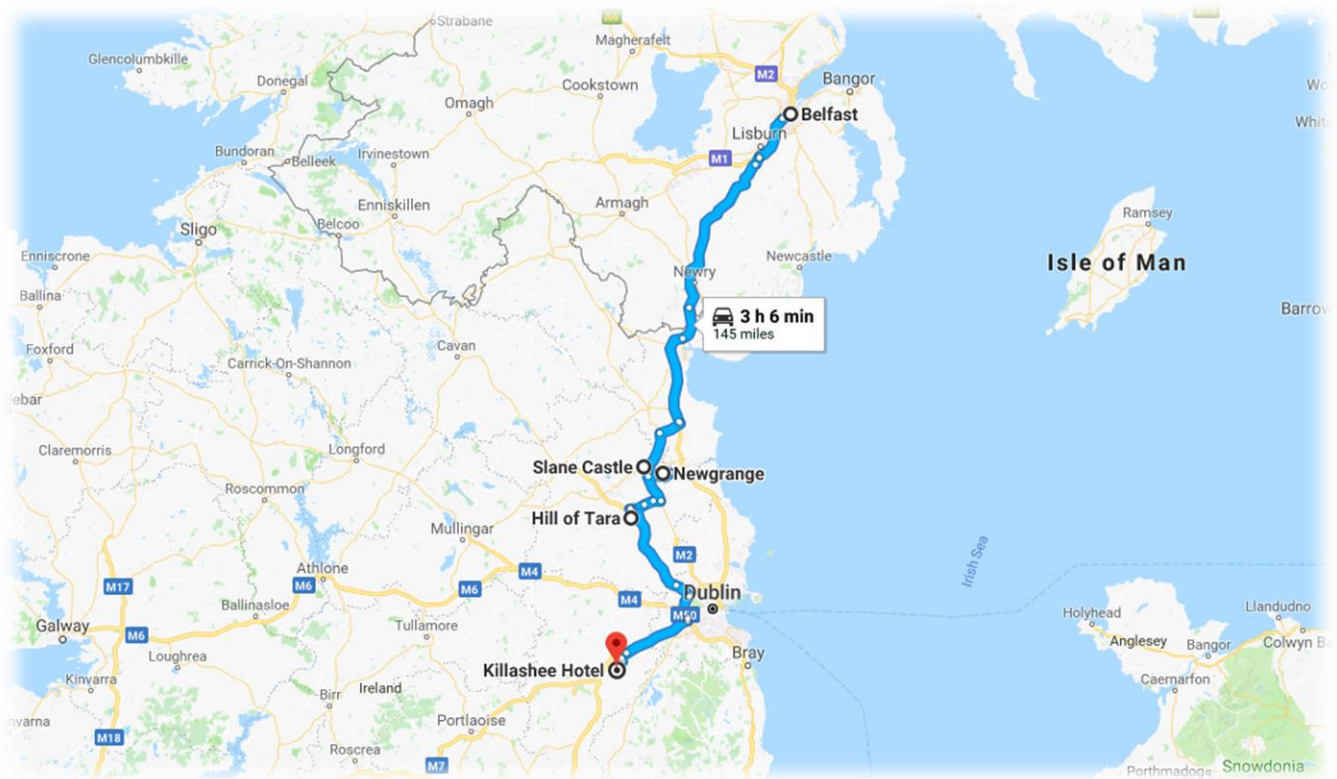 Strabane
Glencolumbkille
Magherafelt
M2
Bangor
Donegal
Cookstown
Omagh
Belfast
Lisburn
Bundoran
Belleek
Irvinestown
M1
Enniskillen
Armagh
Ramsey
Sligo
Belcoo
Enniscrone
Newcastle
Isle of Man
Newry
Ballina
3 h 6 min
145 miles
Barrow
Foxford
Cavan
Carrick-On-Shannon
ebar
Claremorris
Longford
Slane Castle
Newgrange
Roscommon
Hill of Tara
Mullingar
M2
Irish Sea
Athlone
M4
M17
M6
M6
M4
Dublin
Ballinasloe
M50
Holyhead
Llandudno
Galway
M6
Tullamore
Anglesey
Bangor
Colwyn Ba
Loughrea
Bray
Killashee Hotel
Kinvarra
Birr
Ireland
Caernarfon
nvarna
Portlaoise
M18
Roscrea
M7
Porthmadog
Snowdonia